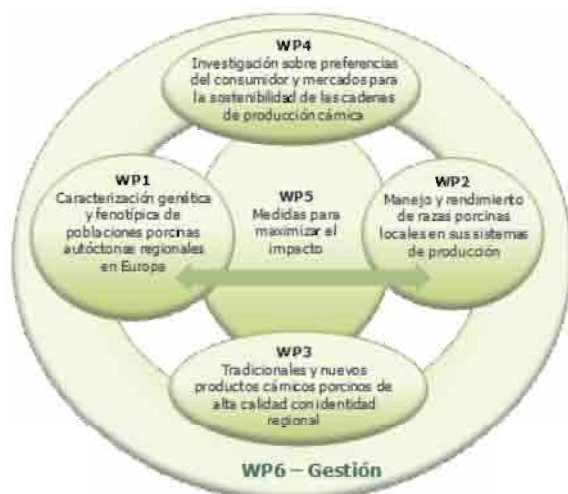 WP4
Investigación sobre preferencias
del consumidor y mercados para
la sostenibilidad de las cadenas
de producción cárnica
WP1
Caracterización genética
y fenotípica de
poblaciones porcinas
autóctonas regionales
en Europa
WP5
Medidas para
maximizar el
impacto
WP2
Manejo y rendimiento
de razas porcinas
locales en sus sistemas
de producción
WP3
Tradicionales y nuevos
productos cárnicos porcinos de
alta calidad con identidad
regional
WP6 – Gestión